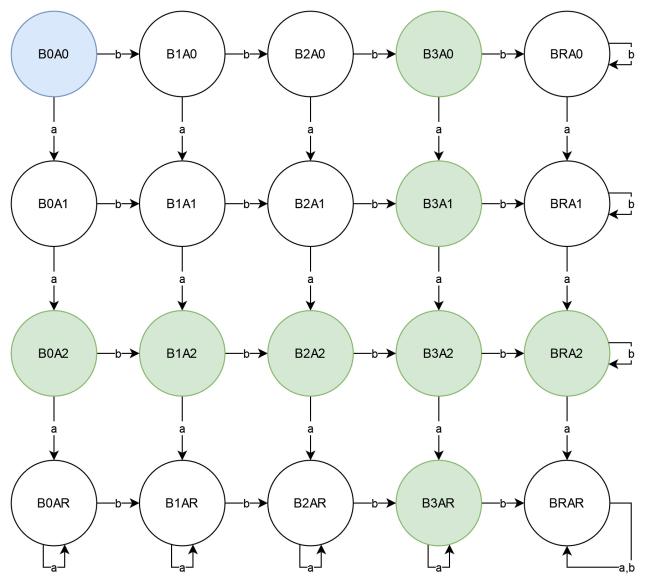 B0A0 b B1A0 b B2A0 b B3A0 b BRA0 b
a a a a a
B0A1 b B1A1 b B2A1 b B3A1 b BRA1 b
a a a a a
B0A2 b B1A2 b B2A2 b B3A2 b BRA2 b
a a a a a
B0AR b B1AR b B2AR b B3AR b BRAR
a a a a a,b